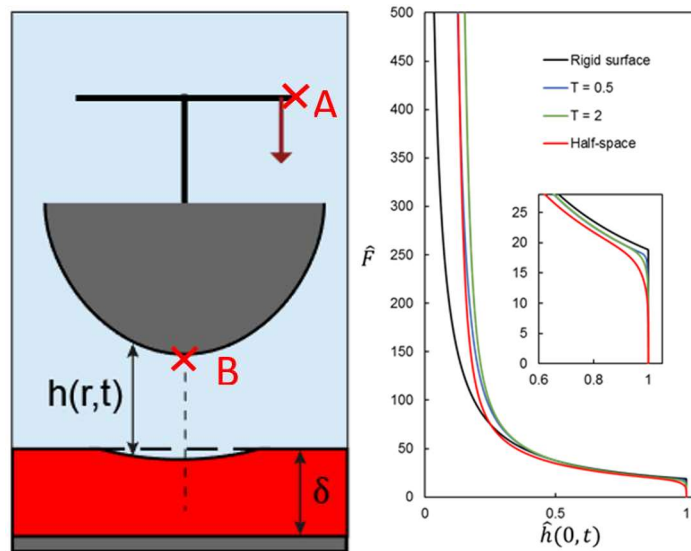 A
B
h(r,t)
δ
500
450
400
350
300
250
200
150
100
50
0
F̂
Rigid surface
T = 0.5
T = 2
Half-space
25
20
15
10
5
0
0.6 0.8 1
0 0.5 1
ĥ(0, t)